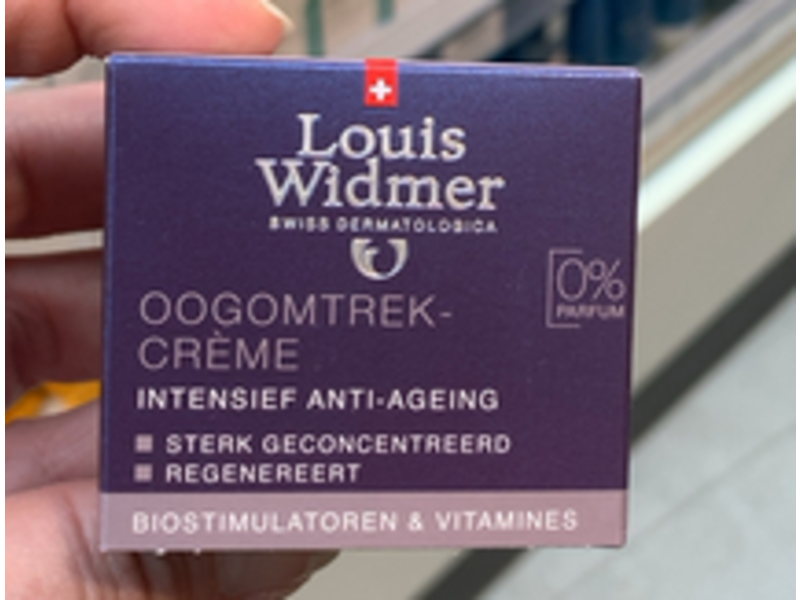 Louis
Widmer
SWISS DERMATOLOGICA
OOGOMTREK-
CRÈME
0%
PARFUM
INTENSIEF ANTI-AGEING
STERK GECONCENTREERD
REGENEREERT
BIOSTIMULATOREN & VITAMINES